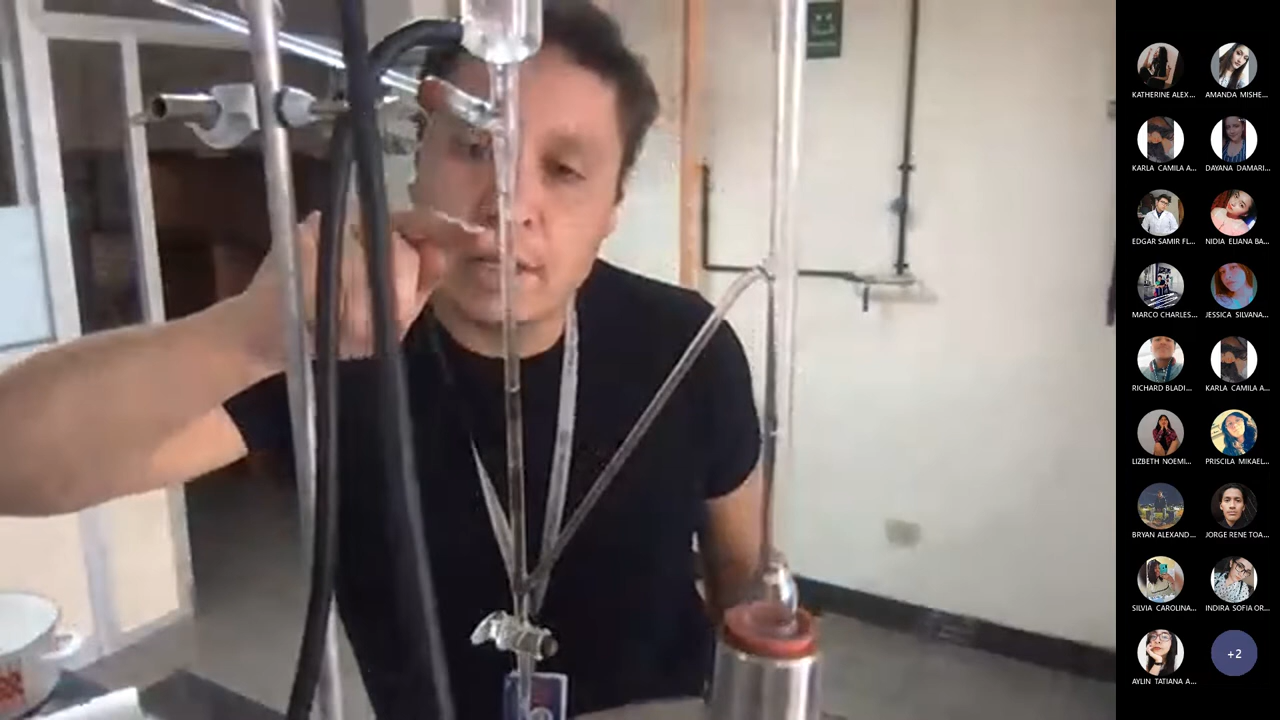 KATHERINE ALEX...
AMANDA MISHE...
KARLA CAMILA A...
DAYANA DAMARI...
EDGAR SAMIR FL...
NIDIA ELIANA BA...
MARCO CHARLES...
JESSICA SILVANA...
RICHARD BLADI...
KARLA CAMILA A...
LIZBETH NOEMI...
PRISCILA MIKAEL...
BRYAN ALEXAND...
JORGE RENE TOA...
SILVIA CAROLINA...
INDIRA SOFIA OR...
AYLIN TATIANA A...
+2